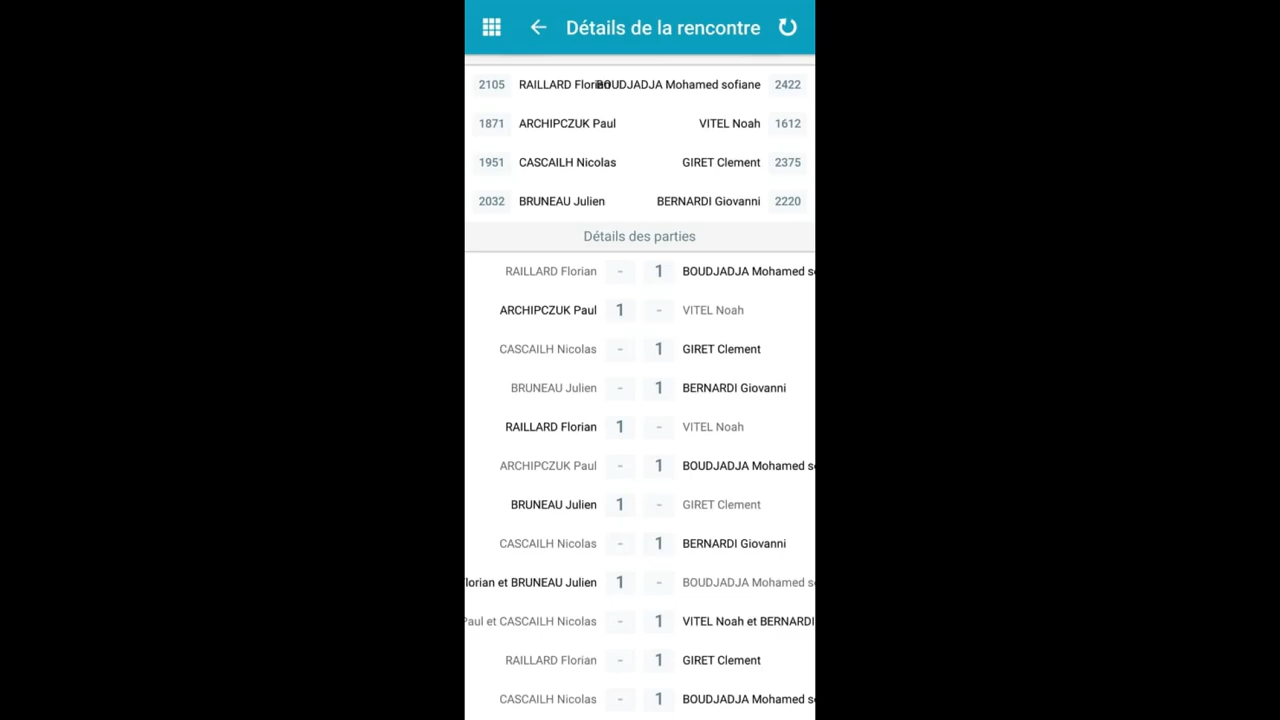 Détails de la rencontre
2105 RAILLARD Florian BOUDJADJA Mohamed sofiane 2422
1871 ARCHIPCZUK Paul VITEL Noah 1612
1951 CASCAILH Nicolas GIRET Clement 2375
2032 BRUNEAU Julien BERNARDI Giovanni 2220
Détails des parties
RAILLARD Florian - 1 BOUDJADJA Mohamed s
ARCHIPCZUK Paul 1 - VITEL Noah
CASCAILH Nicolas - 1 GIRET Clement
BRUNEAU Julien - 1 BERNARDI Giovanni
RAILLARD Florian 1 - VITEL Noah
ARCHIPCZUK Paul - 1 BOUDJADJA Mohamed s
BRUNEAU Julien 1 - GIRET Clement
CASCAILH Nicolas - 1 BERNARDI Giovanni
lorian et BRUNEAU Julien 1 - BOUDJADJA Mohamed s
Paul et CASCAILH Nicolas - 1 VITEL Noah et BERNARDI
RAILLARD Florian - 1 GIRET Clement
CASCAILH Nicolas - 1 BOUDJADJA Mohamed s